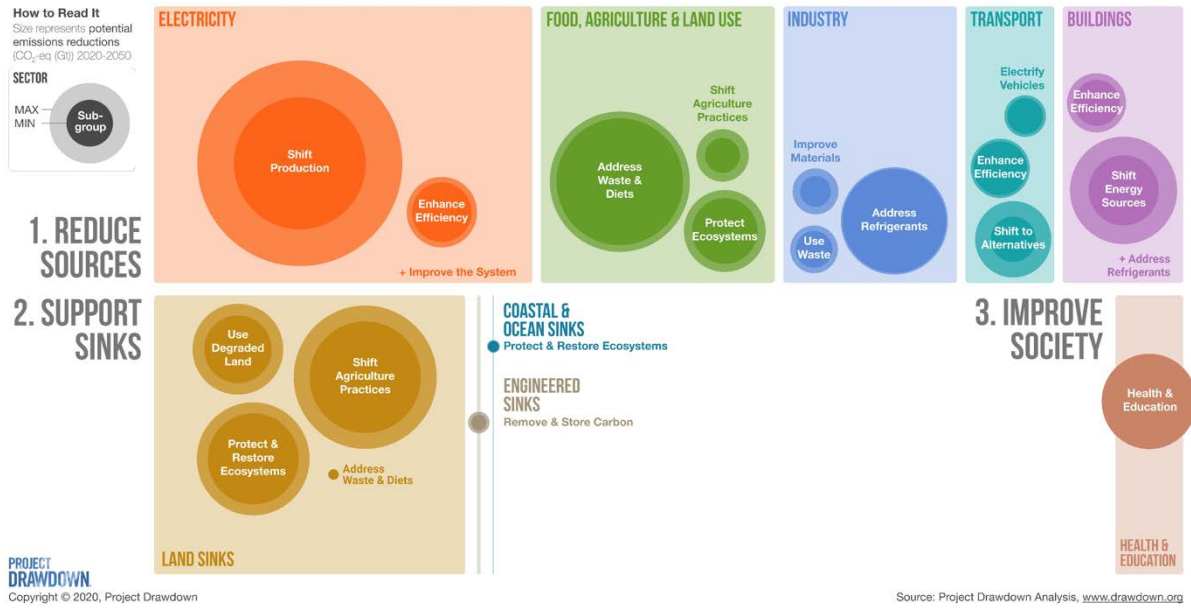 How to Read It
Size represents potential
emissions reductions
(CO₂-eq (Gt)) 2020-2050
SECTOR
MAX
MIN
Sub-
group
1. REDUCE
SOURCES
ELECTRICITY
Shift
Production
Enhance
Efficiency
+ Improve the System
FOOD, AGRICULTURE & LAND USE
Address
Waste &
Diets
Shift
Agriculture
Practices
Protect
Ecosystems
INDUSTRY
Improve
Materials
Use
Waste
Address
Refrigerants
TRANSPORT
Electrify
Vehicles
Enhance
Efficiency
Shift to
Alternatives
BUILDINGS
Enhance
Efficiency
Shift
Energy
Sources
+ Address
Refrigerants
2. SUPPORT
SINKS
Use
Degraded
Land
Shift
Agriculture
Practices
Protect &
Restore
Ecosystems
Address
Waste & Diets
LAND SINKS
COASTAL &
OCEAN SINKS
Protect & Restore Ecosystems
ENGINEERED
SINKS
Remove & Store Carbon
3. IMPROVE
SOCIETY
Health &
Education
HEALTH &
EDUCATION
PROJECT
DRAWDOWN.
Copyright © 2020, Project Drawdown
Source: Project Drawdown Analysis, www.drawdown.org